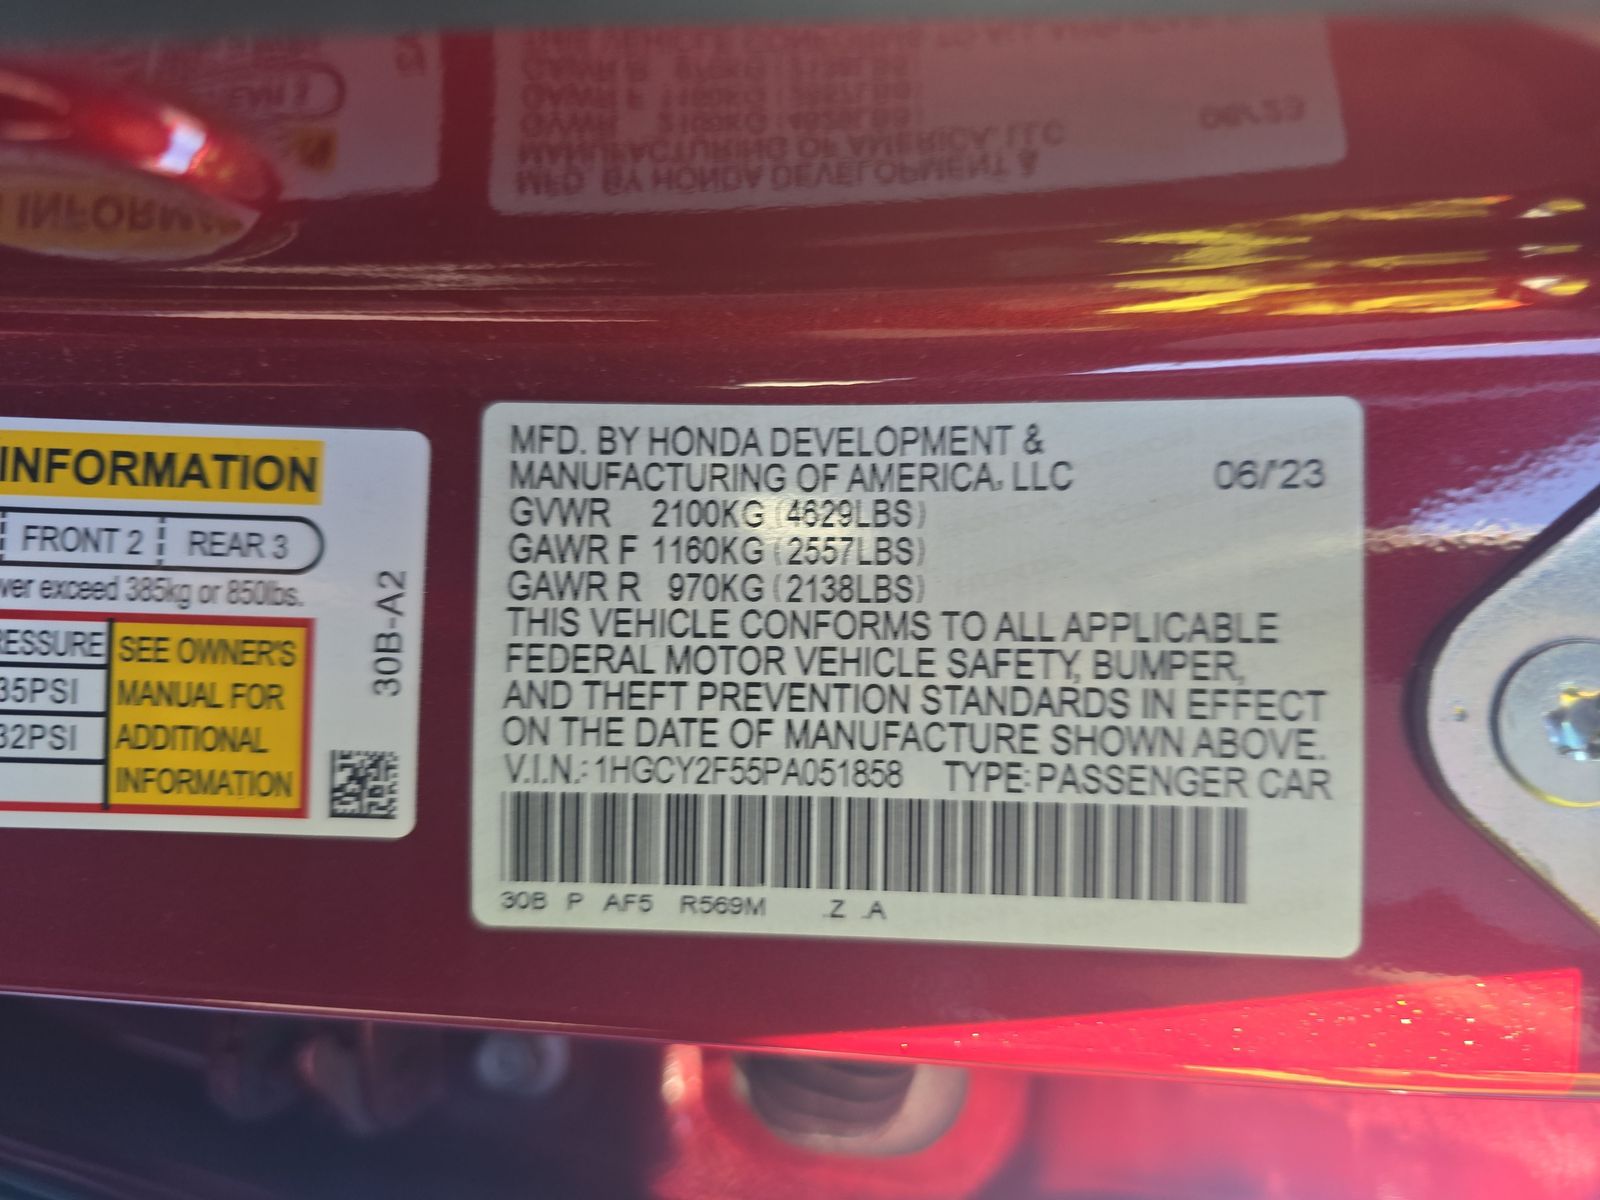 INFORMATION
FRONT 2 REAR 3
ver exceed 385kg or 850lbs.
RESSURE
35PSI
32PSI
SEE OWNER'S
MANUAL FOR
ADDITIONAL
INFORMATION
30B-A2
MFD. BY HONDA DEVELOPMENT &
MANUFACTURING OF AMERICA, LLC 06/'23
GVWR 2100KG (4629LBS)
GAWR F 1160KG (2557LBS)
GAWR R 970KG (2138LBS)
THIS VEHICLE CONFORMS TO ALL APPLICABLE
FEDERAL MOTOR VEHICLE SAFETY, BUMPER,
AND THEFT PREVENTION STANDARDS IN EFFECT
ON THE DATE OF MANUFACTURE SHOWN ABOVE.
V.I.N.: 1HGCY2F55PA051858 TYPE:PASSENGER CAR
30B P AF5 R569M .Z .A